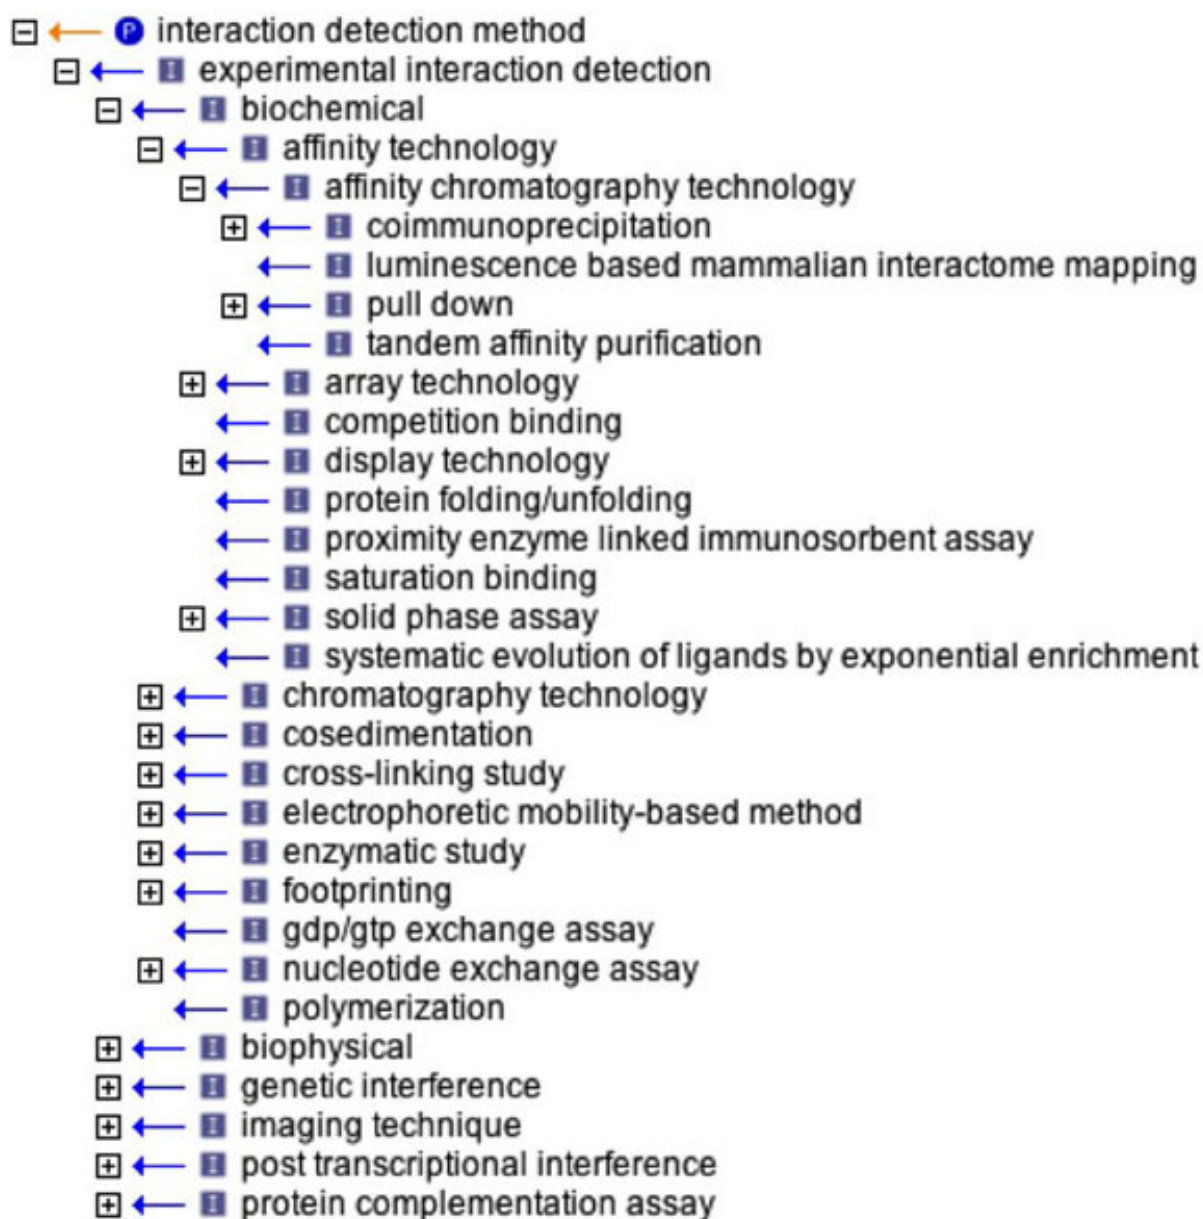 P interaction detection method
I experimental interaction detection
I biochemical
I affinity technology
I affinity chromatography technology
I coimmunoprecipitation
I luminescence based mammalian interactome mapping
I pull down
I tandem affinity purification
I array technology
I competition binding
I display technology
I protein folding/unfolding
I proximity enzyme linked immunosorbent assay
I saturation binding
I solid phase assay
I systematic evolution of ligands by exponential enrichment
I chromatography technology
I cosedimentation
I cross-linking study
I electrophoretic mobility-based method
I enzymatic study
I footprinting
I gdp/gtp exchange assay
I nucleotide exchange assay
I polymerization
I biophysical
I genetic interference
I imaging technique
I post transcriptional interference
I protein complementation assay